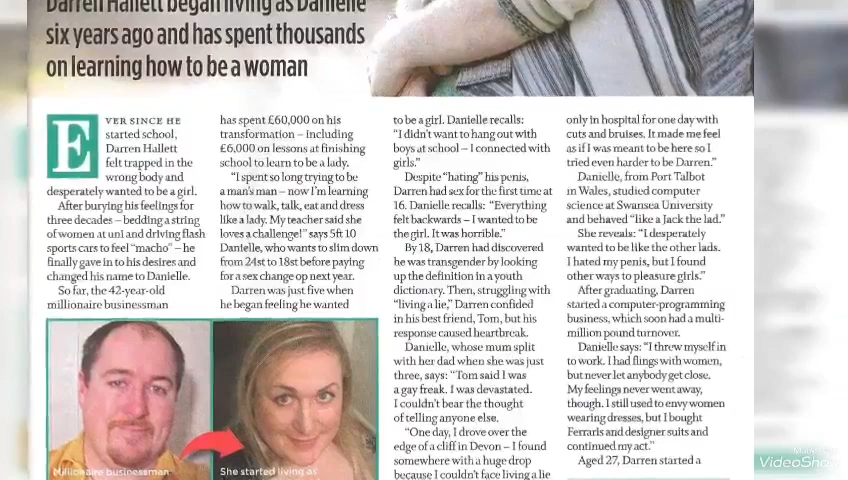 Darren Hallett began living as Danielle
six years ago and has spent thousands
on learning how to be a woman
EVER SINCE HE
started school,
Darren Hallett
felt trapped in the
wrong body and
desperately wanted to be a girl.
After burying his feelings for
three decades – bedding a string
of women at uni and driving flash
sports cars to feel “macho” – he
finally gave in to his desires and
changed his name to Danielle.
So far, the 42-year-old
millionaire businessman
has spent £60,000 on his
transformation – including
£6,000 on lessons at finishing
school to learn to be a lady.
“I spent so long trying to be
a man’s man – now I’m learning
how to walk, talk, eat and dress
like a lady. My teacher said she
loves a challenge!” says 5ft 10
Danielle, who wants to slim down
from 24st to 18st before paying
for a sex change op next year.
Darren was just five when
he began feeling he wanted
Millionaire businessman
She started living as
to be a girl. Danielle recalls:
“I didn’t want to hang out with
boys at school – I connected with
girls.”
Despite “hating” his penis,
Darren had sex for the first time at
16. Danielle recalls: “Everything
felt backwards – I wanted to be
the girl. It was horrible.”
By 18, Darren had discovered
he was transgender by looking
up the definition in a youth
dictionary. Then, struggling with
“living a lie,” Darren confided
in his best friend, Tom, but his
response caused heartbreak.
Danielle, whose mum split
with her dad when she was just
three, says: “Tom said I was
a gay freak. I was devastated.
I couldn’t bear the thought
of telling anyone else.
“One day, I drove over the
edge of a cliff in Devon – I found
somewhere with a huge drop
because I couldn’t face living a lie
only in hospital for one day with
cuts and bruises. It made me feel
as if I was meant to be here so I
tried even harder to be Darren.”
Danielle, from Port Talbot
in Wales, studied computer
science at Swansea University
and behaved “like a Jack the lad.”
She reveals: “I desperately
wanted to be like the other lads.
I hated my penis, but I found
other ways to pleasure girls.”
After graduating, Darren
started a computer-programming
business, which soon had a multi-
million pound turnover.
Danielle says: “I threw myself in
to work. I had flings with women,
but never let anybody get close.
My feelings never went away,
though. I still used to envy women
wearing dresses, but I bought
Ferraris and designer suits and
continued my act.”
Aged 27, Darren started a
VideoShow